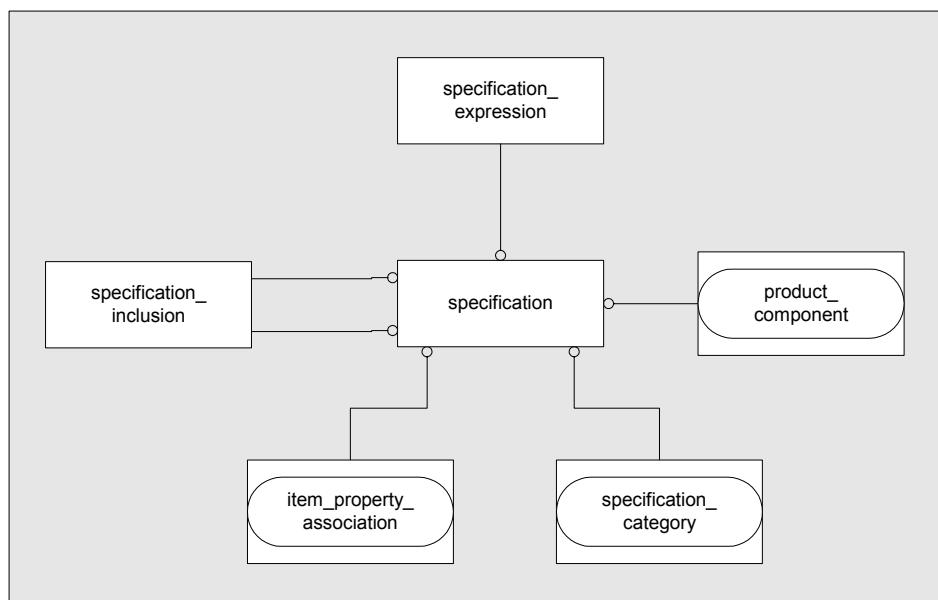 specification_
expression
specification_
inclusion
specification
product_
component
item_property_
association
specification_
category